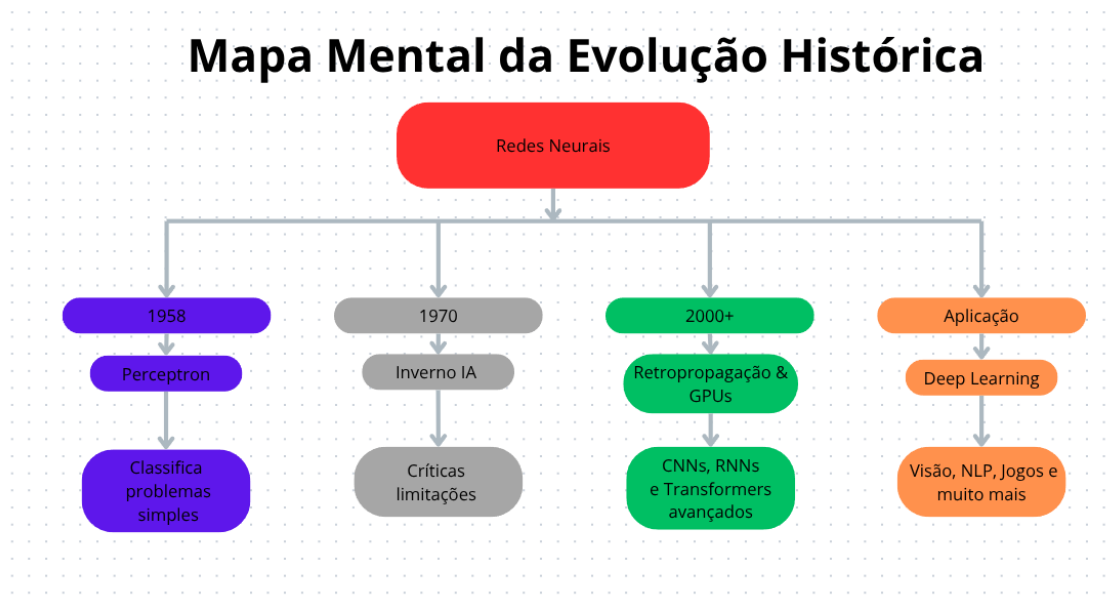 Mapa Mental da Evolução Histórica
Redes Neurais
1958
1970
2000+
Aplicação
Perceptron
Inverno IA
Retropropagação &
GPUs
Deep Learning
Classifica
problemas
simples
Críticas
limitações
CNNs, RNNs
e Transformers
avançados
Visão, NLP, Jogos e
muito mais